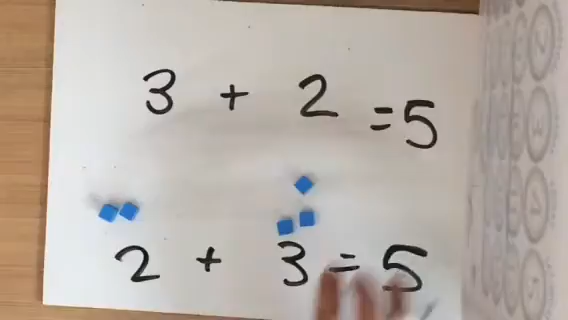 3 + 2 = 5
2 + 3 = 5